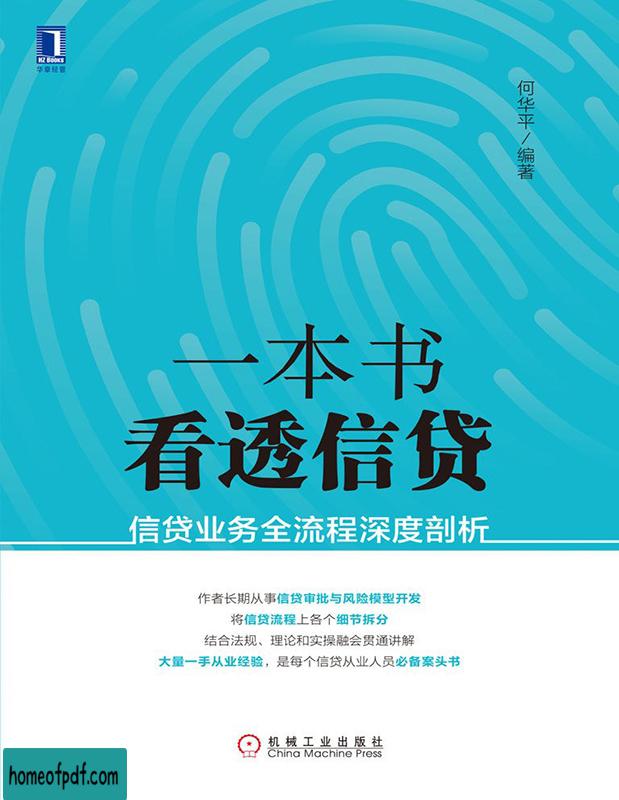 HZ Books
华章经管
何华平／编著
一本书
看透信贷
信贷业务全流程深度剖析
作者长期从事信贷审批与风险模型开发
将信贷流程上各个细节拆分
结合法规、理论和实操融会贯通讲解
大量一手从业经验，是每个信贷从业人员必备案头书
机械工业出版社
China Machine Press
homeofpdf.com